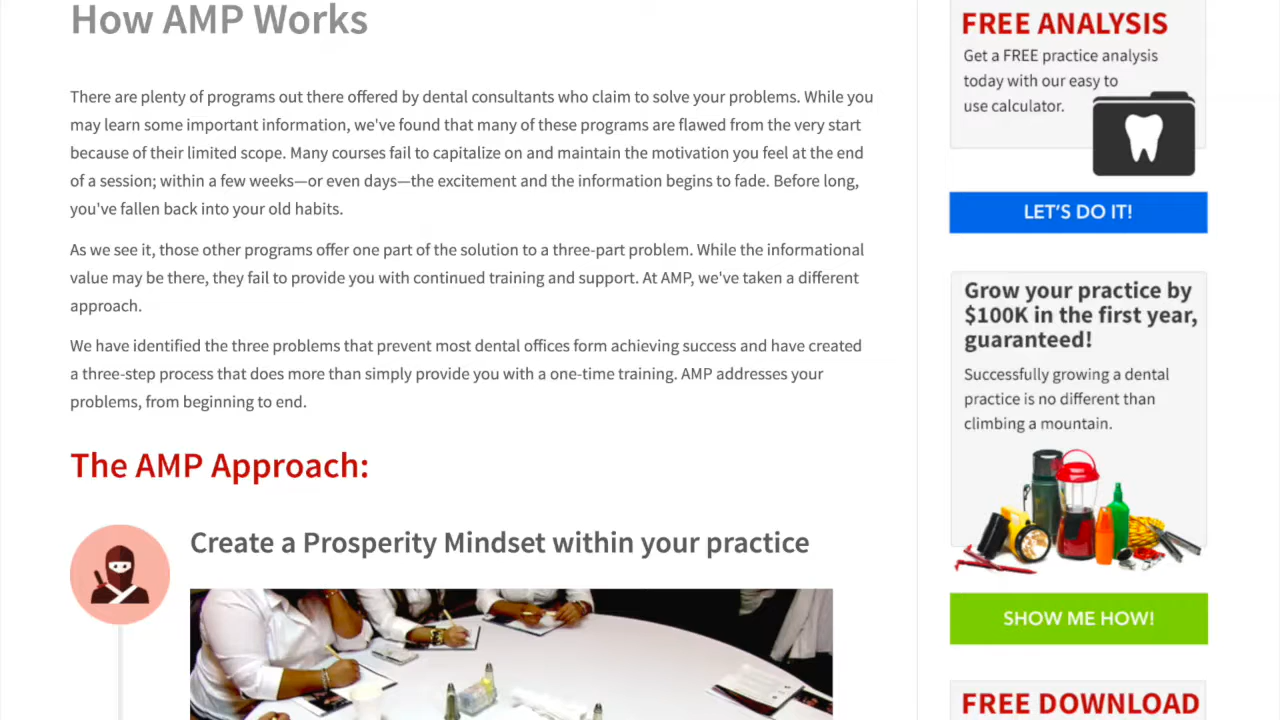 How AMP Works
There are plenty of programs out there offered by dental consultants who claim to solve your problems. While you
may learn some important information, we've found that many of these programs are flawed from the very start
because of their limited scope. Many courses fail to capitalize on and maintain the motivation you feel at the end
of a session; within a few weeks—or even days—the excitement and the information begins to fade. Before long,
you've fallen back into your old habits.
As we see it, those other programs offer one part of the solution to a three-part problem. While the informational
value may be there, they fail to provide you with continued training and support. At AMP, we've taken a different
approach.
We have identified the three problems that prevent most dental offices form achieving success and have created
a three-step process that does more than simply provide you with a one-time training. AMP addresses your
problems, from beginning to end.
The AMP Approach:
Create a Prosperity Mindset within your practice
FREE ANALYSIS
Get a FREE practice analysis
today with our easy to
use calculator.
LET'S DO IT!
Grow your practice by
$100K in the first year,
guaranteed!
Successfully growing a dental
practice is no different than
climbing a mountain.
SHOW ME HOW!
FREE DOWNLOAD